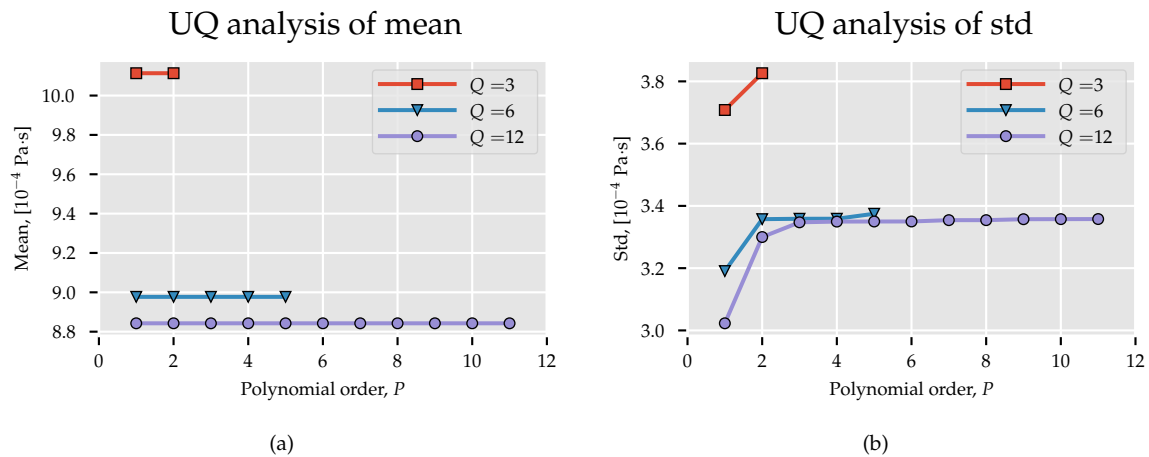 UQ analysis of mean
Mean, [10⁻⁴ Pa·s]
10.0
9.8
9.6
9.4
9.2
9.0
8.8
0 2 4 6 8 10 12
Polynomial order, P
Q =3
Q =6
Q =12
(a)
UQ analysis of std
Std, [10⁻⁴ Pa·s]
3.8
3.6
3.4
3.2
3.0
0 2 4 6 8 10 12
Polynomial order, P
Q =3
Q =6
Q =12
(b)